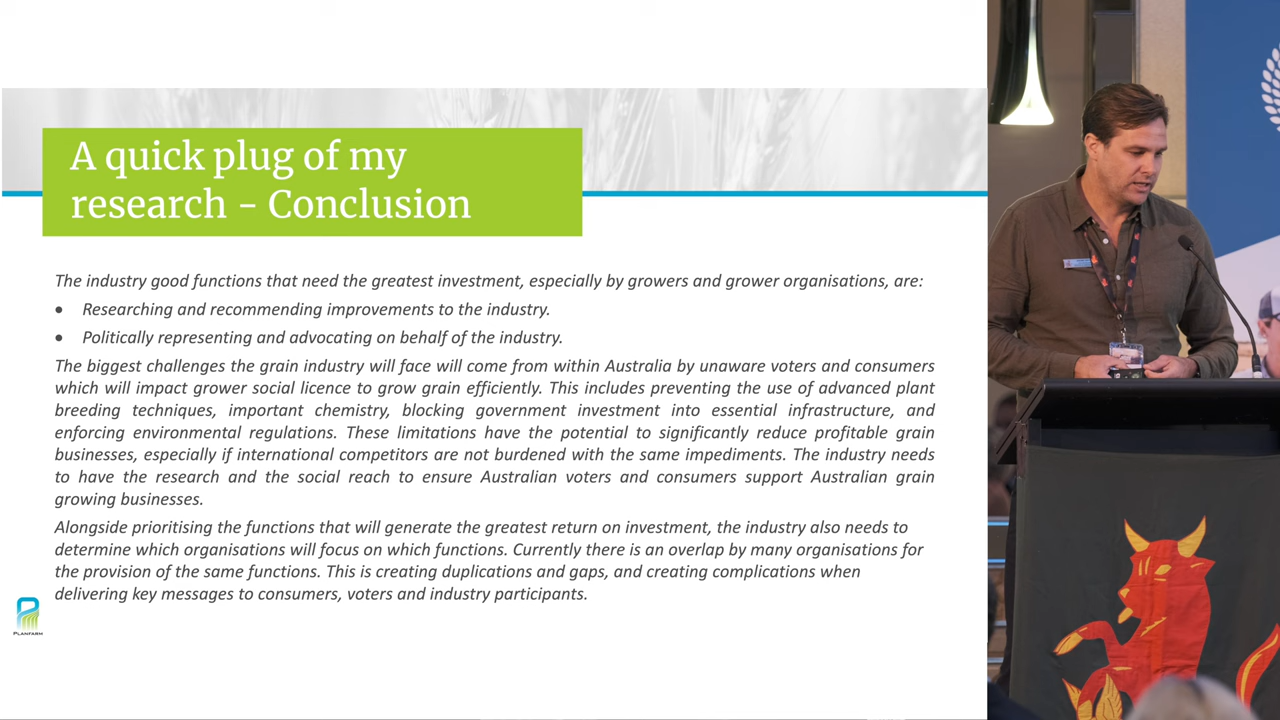 A quick plug of my
research - Conclusion
The industry good functions that need the greatest investment, especially by growers and grower organisations, are:
• Researching and recommending improvements to the industry.
• Politically representing and advocating on behalf of the industry.
The biggest challenges the grain industry will face will come from within Australia by unaware voters and consumers
which will impact grower social licence to grow grain efficiently. This includes preventing the use of advanced plant
breeding techniques, important chemistry, blocking government investment into essential infrastructure, and
enforcing environmental regulations. These limitations have the potential to significantly reduce profitable grain
businesses, especially if international competitors are not burdened with the same impediments. The industry needs
to have the research and the social reach to ensure Australian voters and consumers support Australian grain
growing businesses.
Alongside prioritising the functions that will generate the greatest return on investment, the industry also needs to
determine which organisations will focus on which functions. Currently there is an overlap by many organisations for
the provision of the same functions. This is creating duplications and gaps, and creating complications when
delivering key messages to consumers, voters and industry participants.
PLANFARM